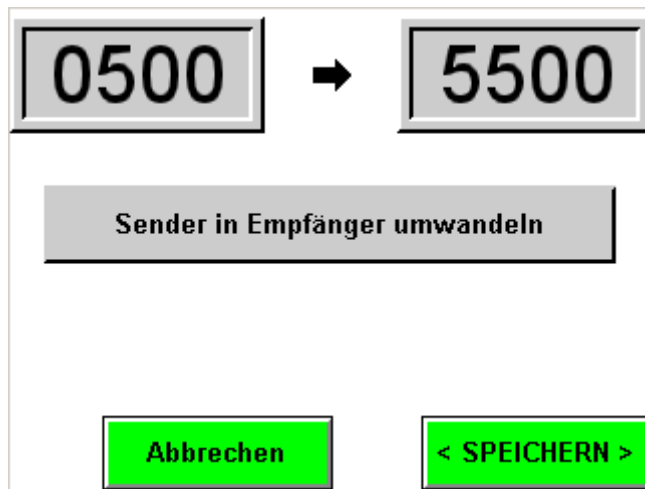 0500 ➡ 5500
Sender in Empfänger umwandeln
Abbrechen
< SPEICHERN >